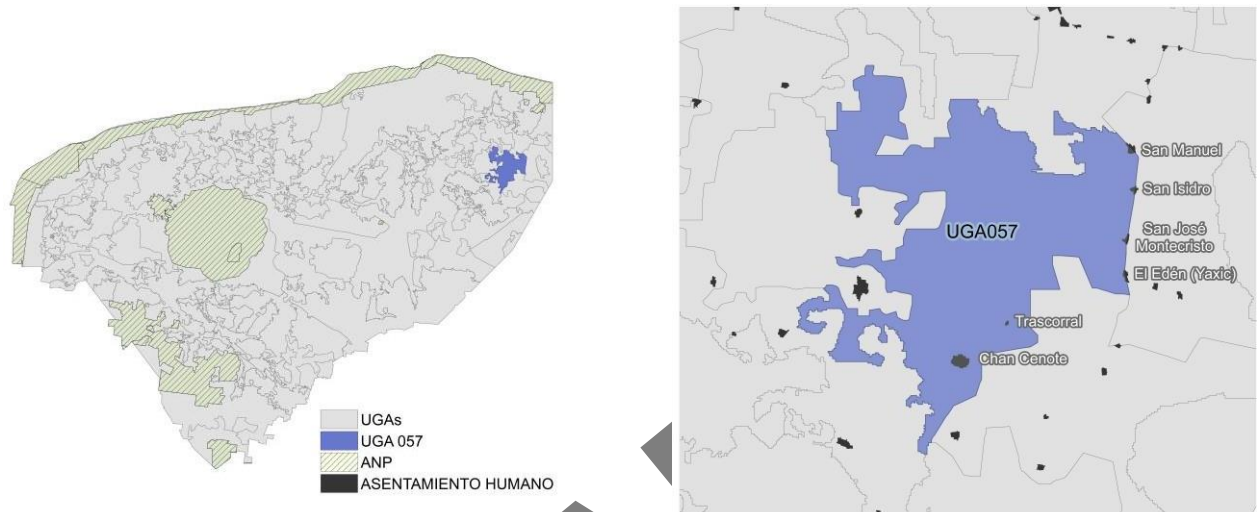 UGAs
UGA 057
ANP
ASENTAMIENTO HUMANO
San Manuel
San Isidro
UGA057
San José
Montecristo
El Edén (Yaxic)
Trascorral
Chan Cenote